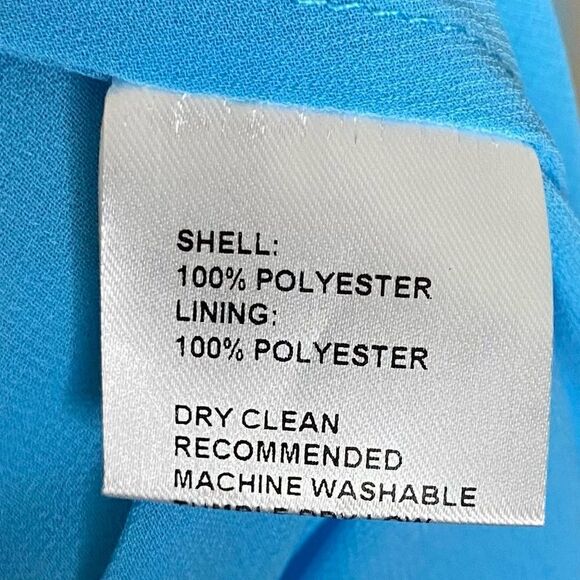 SHELL:
100% POLYESTER
LINING:
100% POLYESTER
DRY CLEAN
RECOMMENDED
MACHINE WASHABLE